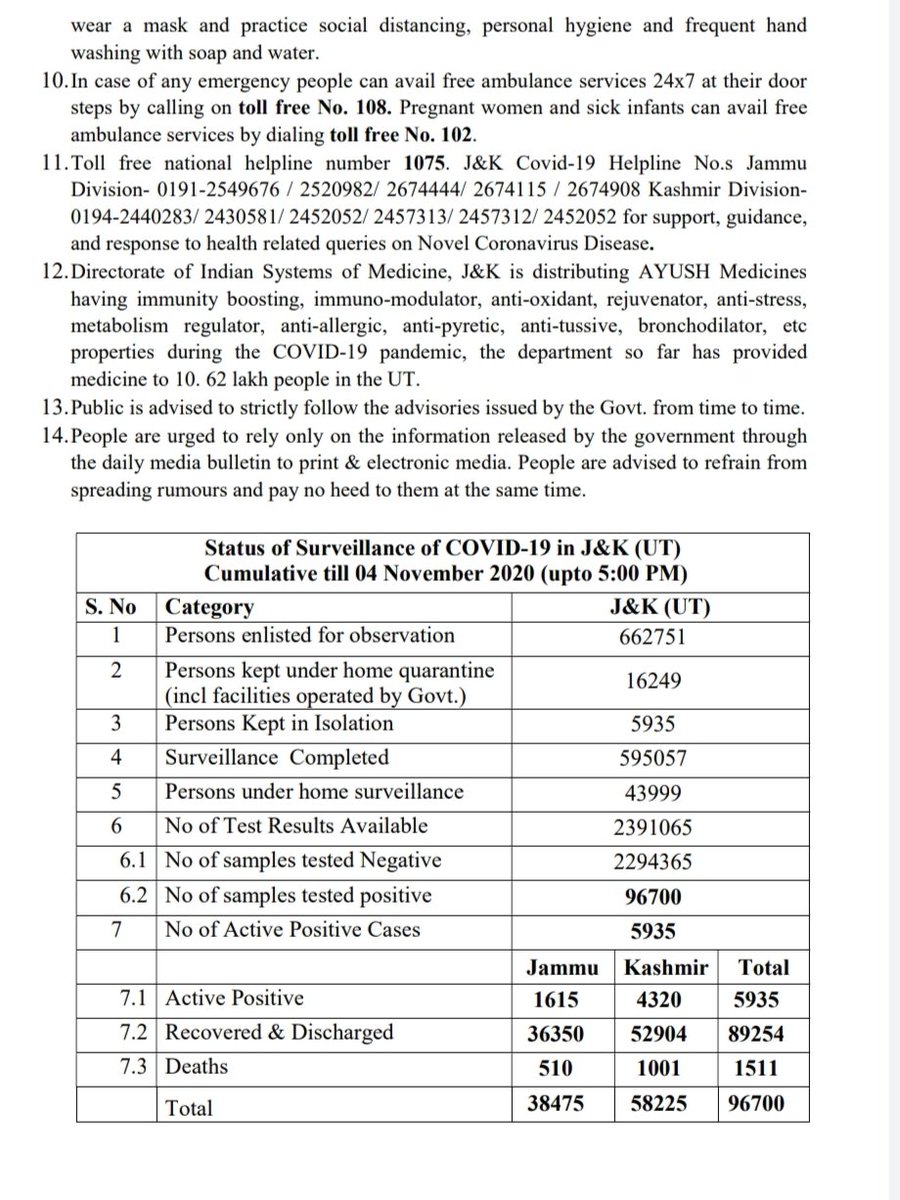 wear a mask and practice social distancing, personal hygiene and frequent hand
washing with soap and water.
10.In case of any emergency people can avail free ambulance services 24x7 at their door
steps by calling on toll free No. 108. Pregnant women and sick infants can avail free
ambulance services by dialing toll free No. 102.
11.Toll free national helpline number 1075. J&K Covid-19 Helpline No.s Jammu
Division- 0191-2549676 / 2520982/ 2674444/ 2674115 / 2674908 Kashmir Division-
0194-2440283/ 2430581/ 2452052/ 2457313/ 2457312/ 2452052 for support, guidance,
and response to health related queries on Novel Coronavirus Disease.
12.Directorate of Indian Systems of Medicine, J&K is distributing AYUSH Medicines
having immunity boosting, immuno-modulator, anti-oxidant, rejuvenator, anti-stress,
metabolism regulator, anti-allergic, anti-pyretic, anti-tussive, bronchodilator, etc
properties during the COVID-19 pandemic, the department so far has provided
medicine to 10. 62 lakh people in the UT.
13.Public is advised to strictly follow the advisories issued by the Govt. from time to time.
14.People are urged to rely only on the information released by the government through
the daily media bulletin to print & electronic media. People are advised to refrain from
spreading rumours and pay no heed to them at the same time.
Status of Surveillance of COVID-19 in J&K (UT)
Cumulative till 04 November 2020 (upto 5:00 PM)
S. No Category J&K (UT)
1 Persons enlisted for observation 662751
2 Persons kept under home quarantine
(incl facilities operated by Govt.) 16249
3 Persons Kept in Isolation 5935
4 Surveillance Completed 595057
5 Persons under home surveillance 43999
6 No of Test Results Available 2391065
6.1 No of samples tested Negative 2294365
6.2 No of samples tested positive 96700
7 No of Active Positive Cases 5935
Jammu Kashmir Total
7.1 Active Positive 1615 4320 5935
7.2 Recovered & Discharged 36350 52904 89254
7.3 Deaths 510 1001 1511
Total 38475 58225 96700